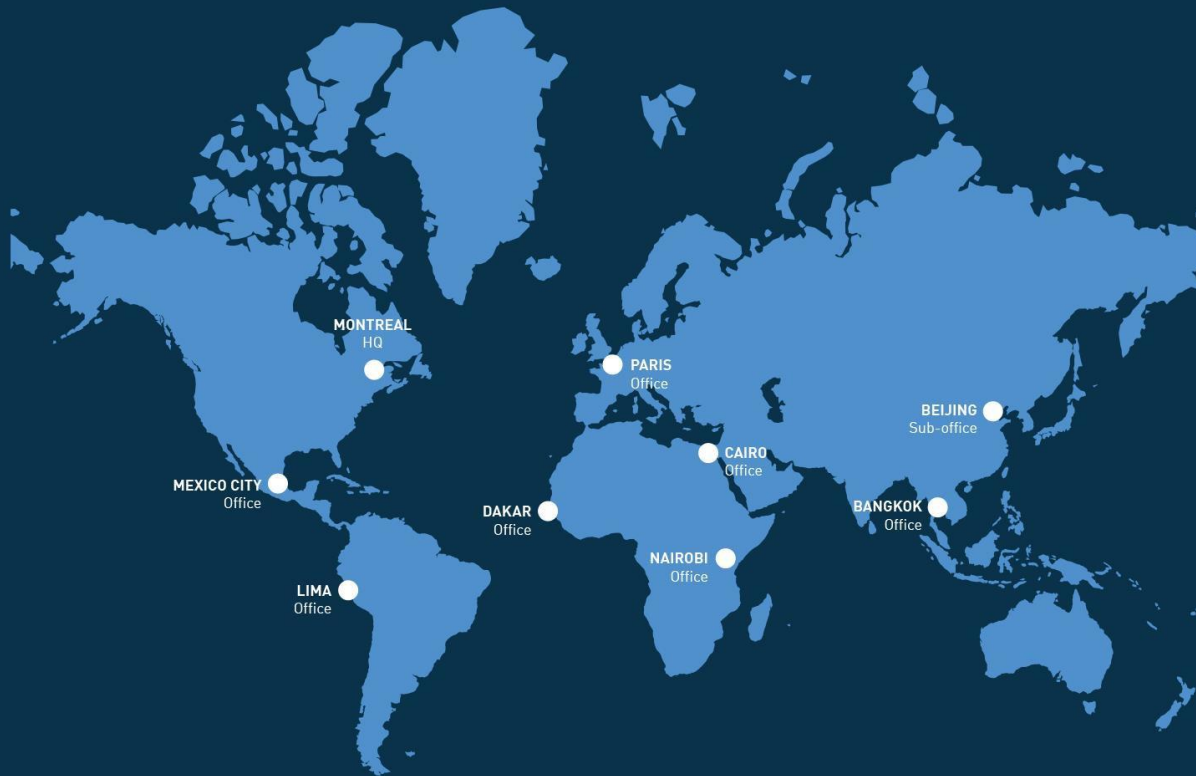 MONTREAL
HQ
PARIS
Office
BEIJING
Sub-office
CAIRO
Office
MEXICO CITY
Office
DAKAR
Office
BANGKOK
Office
NAIROBI
Office
LIMA
Office